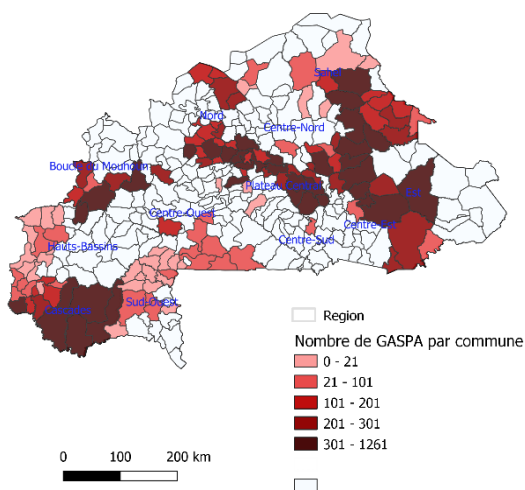 Sahel
Nord
Centre-Nord
Boucle du Mouhoun
Plateau Central
Est
Centre-Ouest
Centre-Est
Hauts-Bassins
Centre-Sud
Cascades
Sud-Ouest
Region
Nombre de GASPA par commune
0 - 21
21 - 101
101 - 201
201 - 301
301 - 1261
0 100 200 km